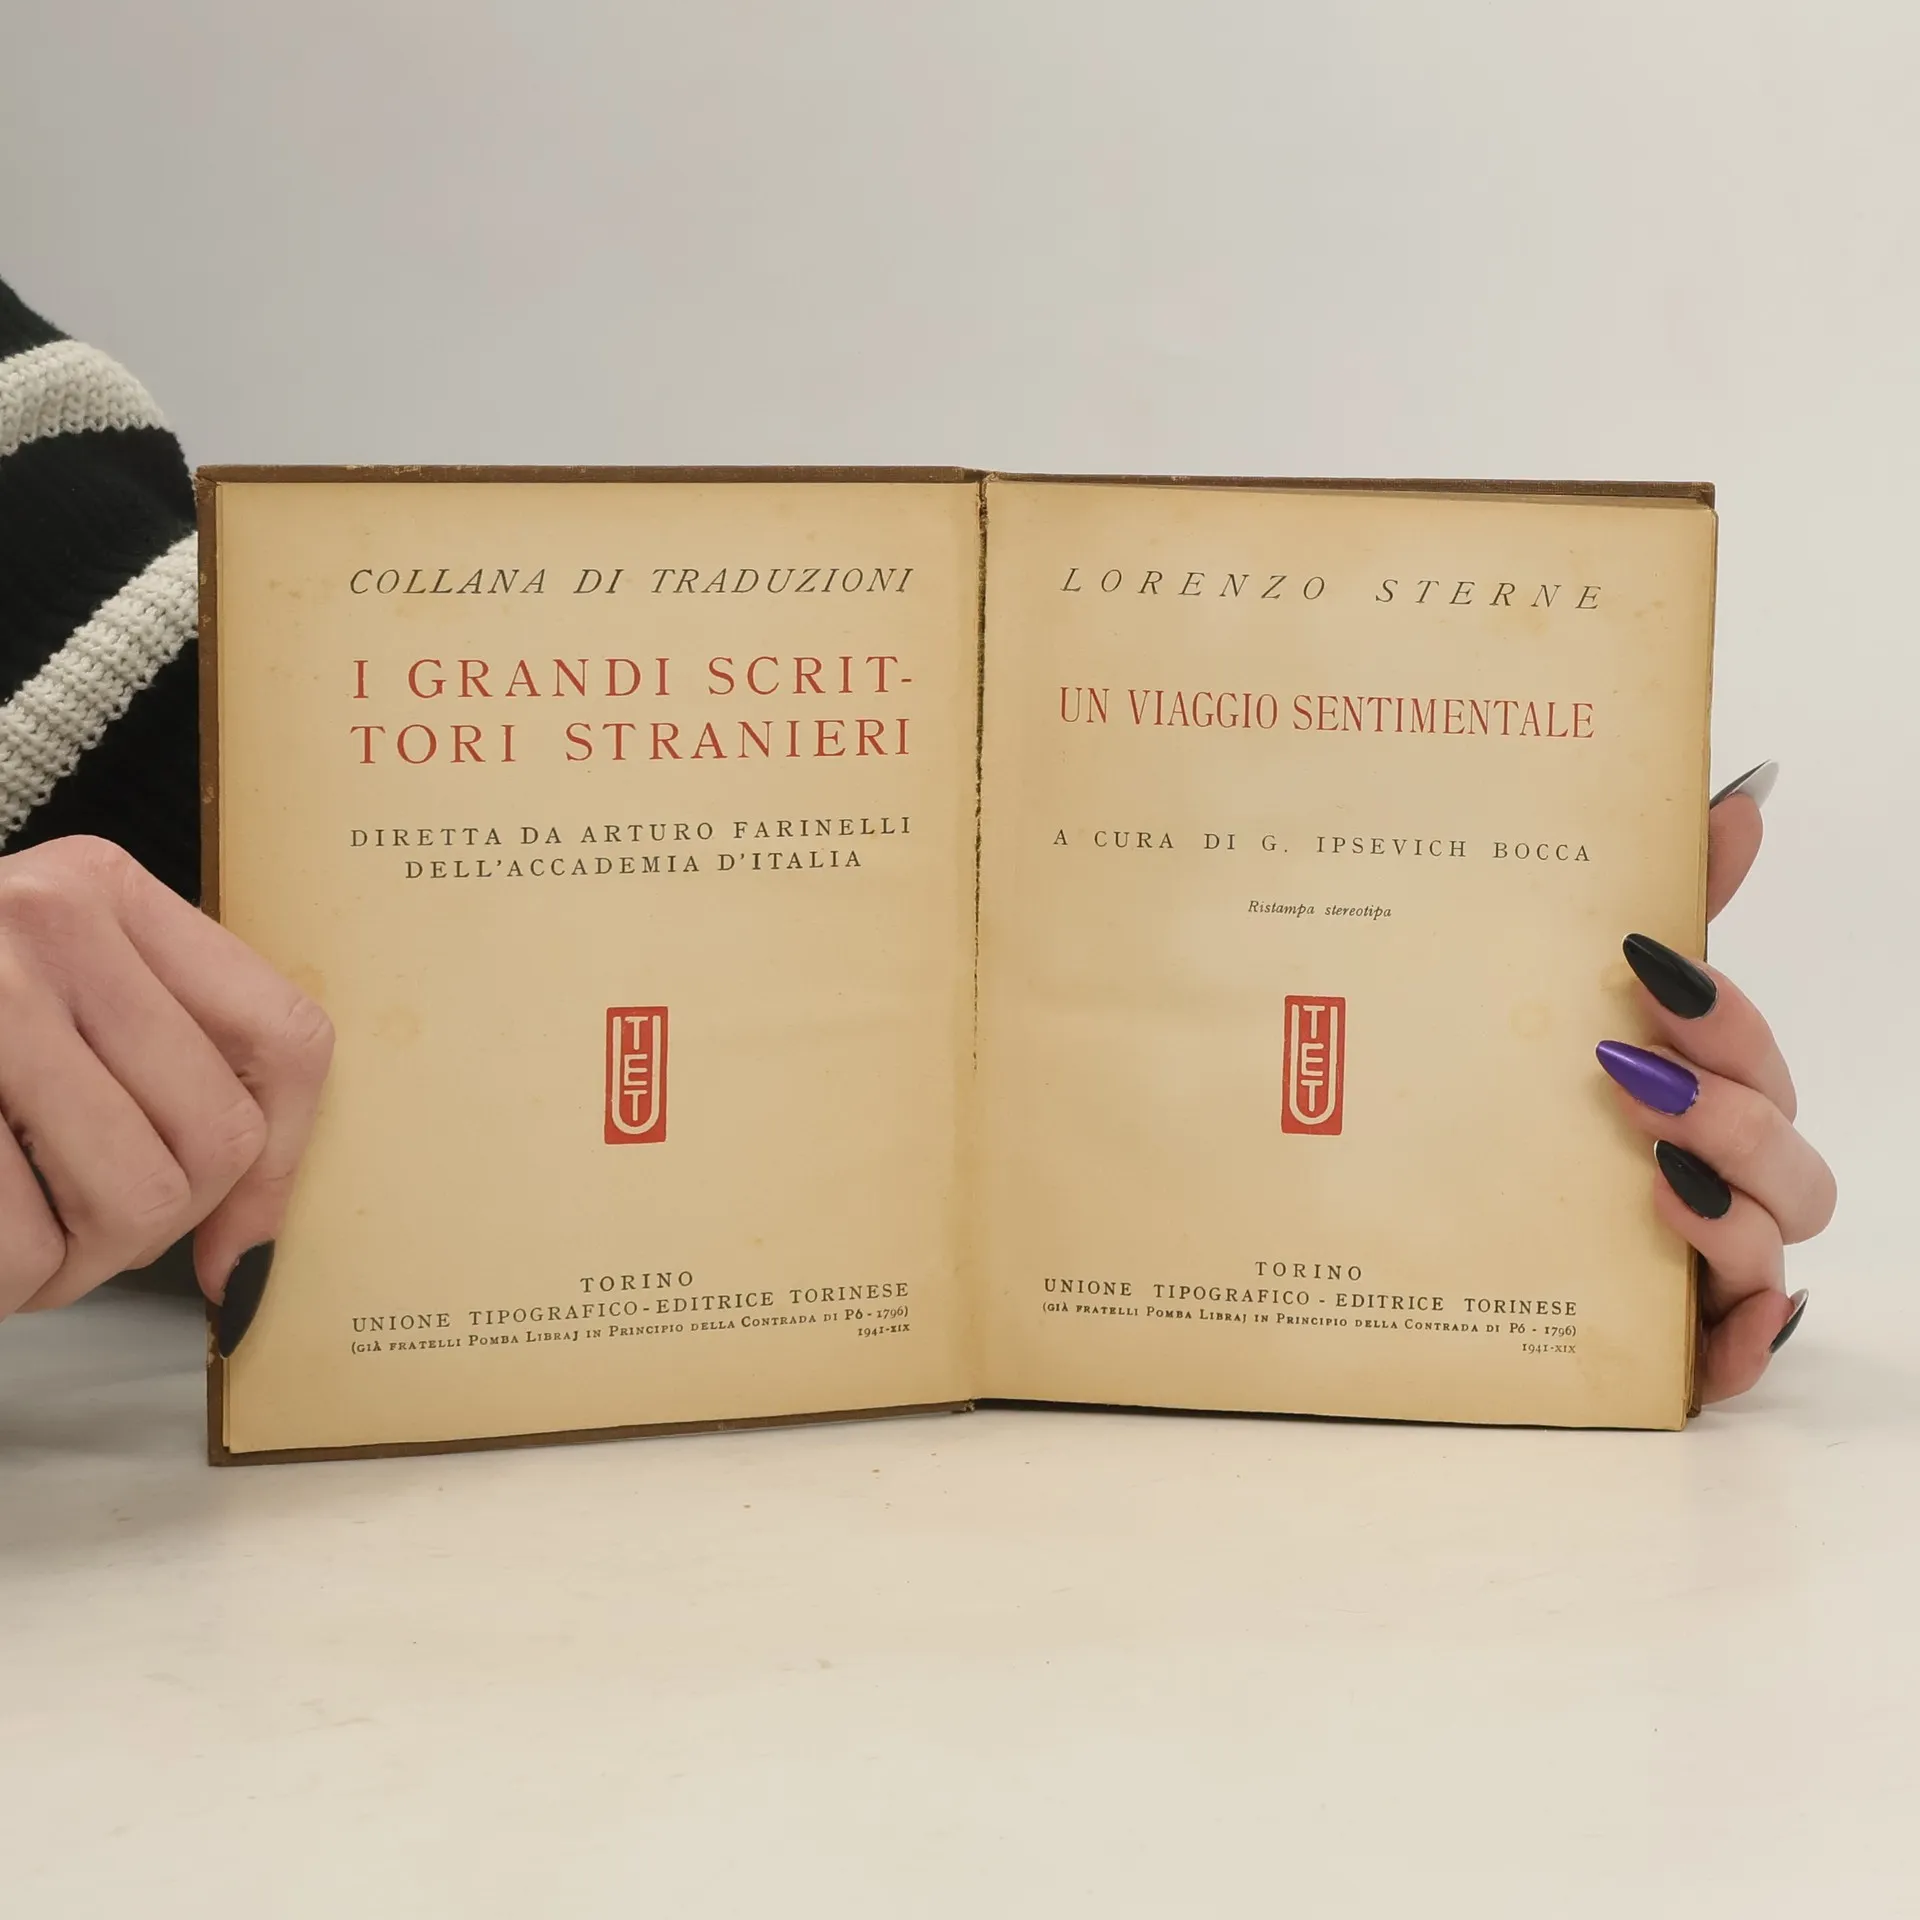 COLLANA DI TRADUZIONI
I GRANDI SCRIT-
TORI STRANIERI
DIRETTA DA ARTURO FARINELLI
DELL'ACCADEMIA D'ITALIA
UTET
TORINO
UNIONE TIPOGRAFICO-EDITRICE TORINESE
(GIÀ FRATELLI POMBA LIBRAJ IN PRINCIPIO DELLA CONTRADA DI PÒ - 1796)
1941-XIX
LORENZO STERNE
UN VIAGGIO SENTIMENTALE
A CURA DI G. IPSEVICH BOCCA
Ristampa stereotipa
UTET
TORINO
UNIONE TIPOGRAFICO - EDITRICE TORINESE
(GIÀ FRATELLI POMBA LIBRAJ IN PRINCIPIO DELLA CONTRADA DI PÒ - 1796)
1941-XIX